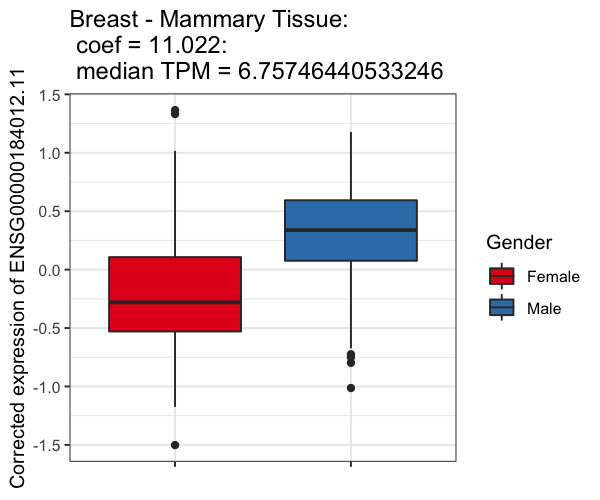 Breast - Mammary Tissue:
coef = 11.022:
median TPM = 6.75746440533246
Corrected expression of ENSG00000184012.11
1.5
1.0
0.5
0.0
-0.5
-1.0
-1.5
Gender
Female
Male